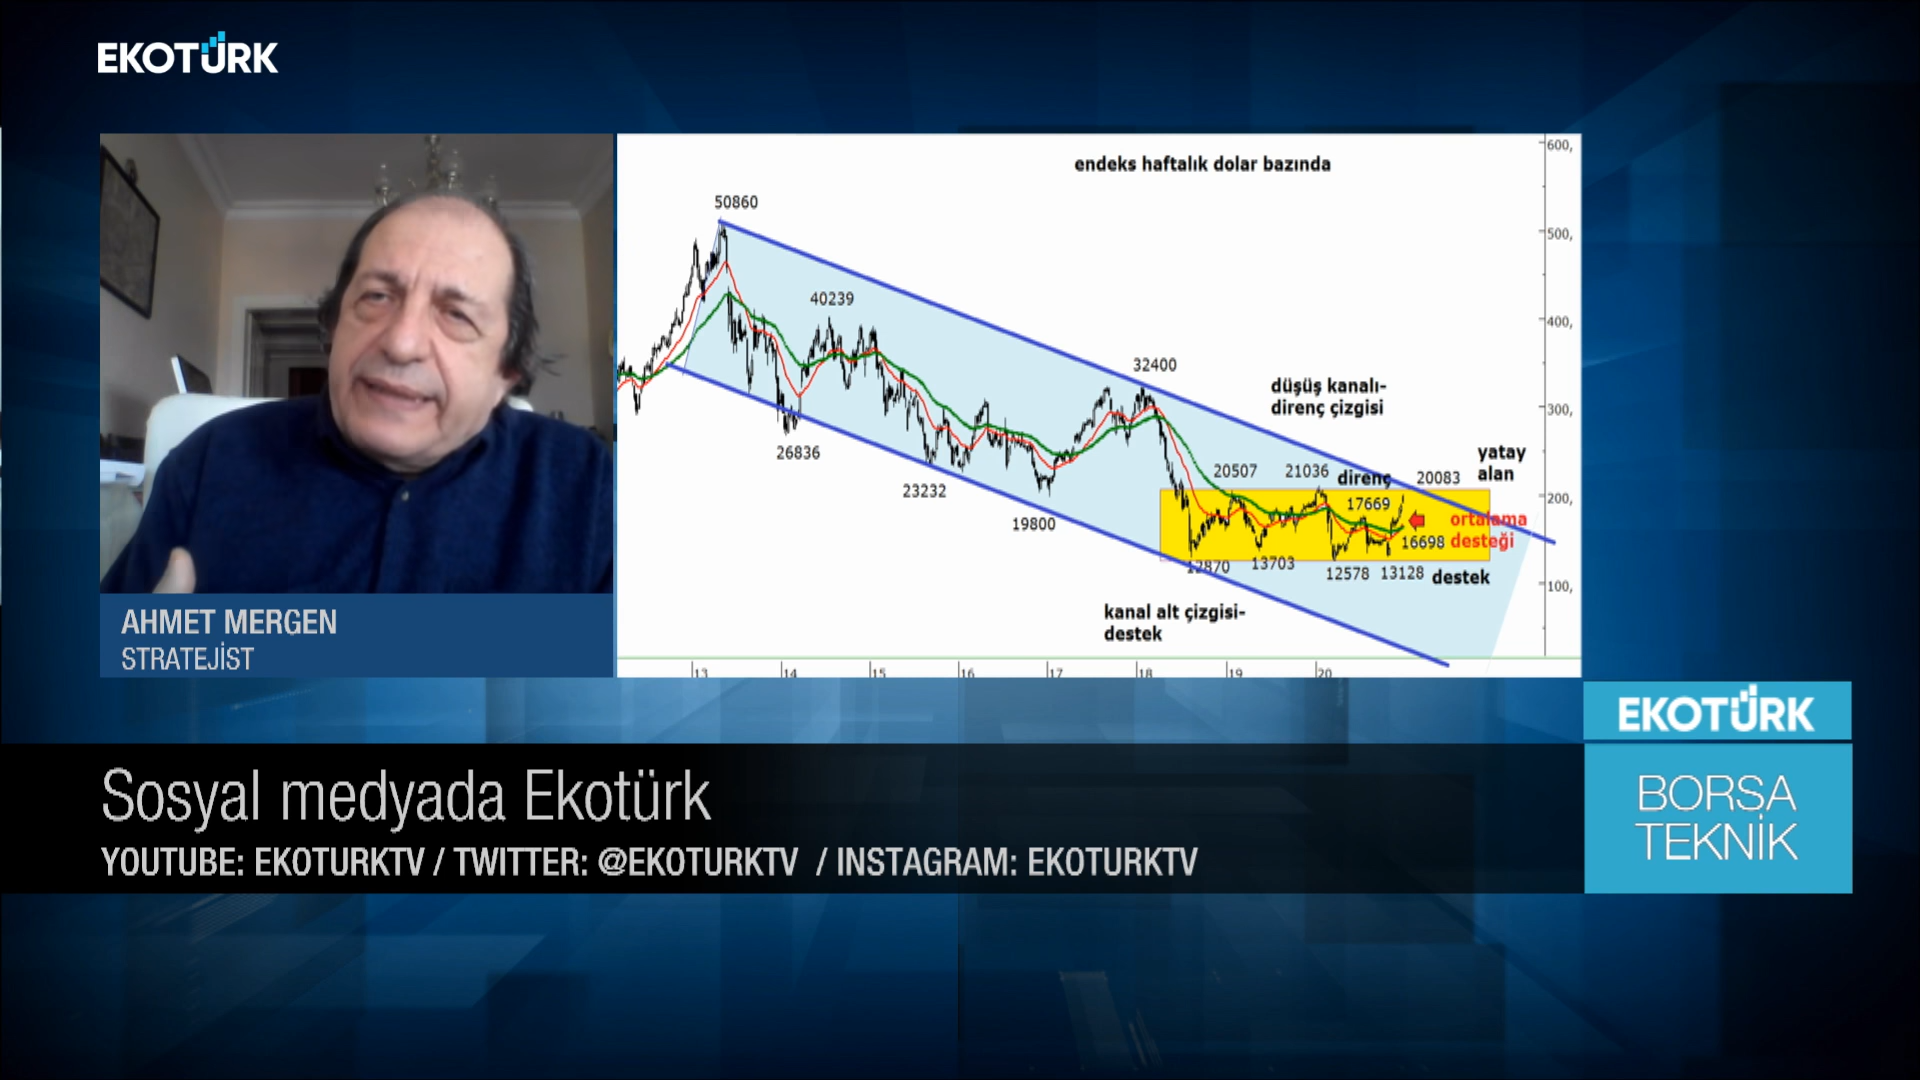 EKOTÜRK
endeks haftalık dolar bazında
50860
40239
32400
düşüş kanalı-
direnç çizgisi
yatay
alan
20507
21036
direnç
20083
17669
ortalama
desteği
16698
26836
23232
19800
12870
13703
12578
13128
destek
kanal alt çizgisi-
destek
600,
500,
400,
300,
200,
100,
13
14
15
16
17
18
19
20
AHMET MERGEN
STRATEJİST
EKOTÜRK
BORSA
TEKNİK
Sosyal medyada Ekotürk
YOUTUBE: EKOTURKTV / TWITTER: @EKOTURKTV / INSTAGRAM: EKOTURKTV